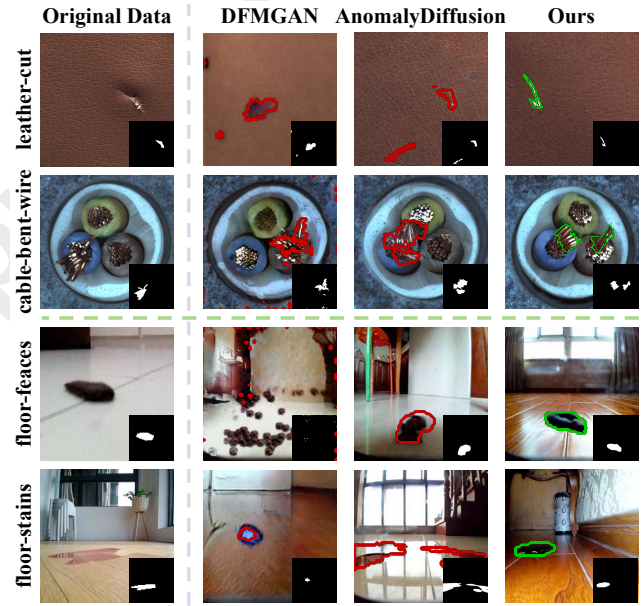 Original Data DFMGAN AnomalyDiffusion Ours
leather-cut
cable-bent-wire
floor-feaces
floor-stains